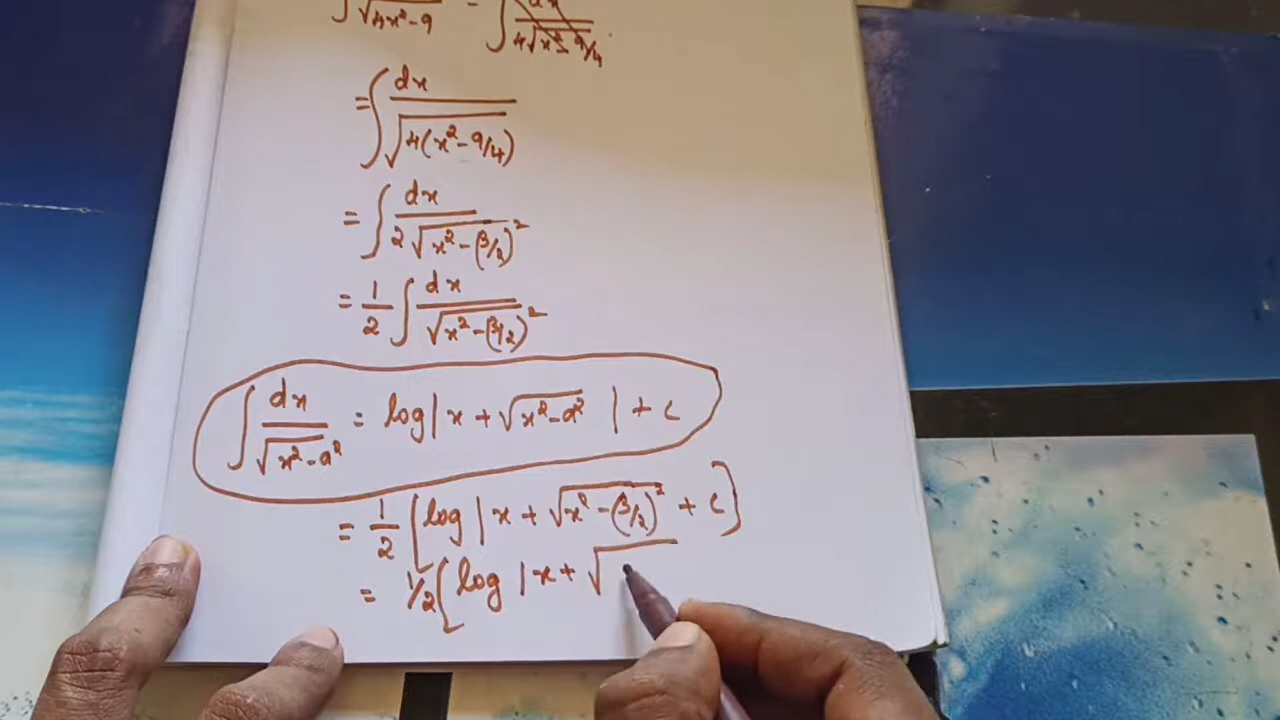 ∫ dx/√4x²-9 = ∫ dx/4√x²-9/4
= ∫ dx/√4(x²-9/4)
= ∫ dx/2√x²-(3/2)²
= 1/2 ∫ dx/√x²-(3/2)²
∫ dx/√x²-a² = log|x+√x²-a²|+c
= 1/2 [log|x+√x²-(3/2)²+c]
= 1/2 [log|x+√